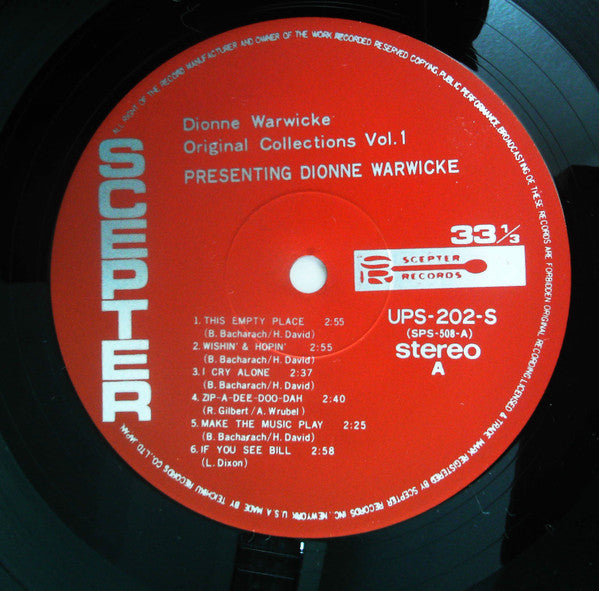 ALL RIGHT OF THE RECORD MANUFACTURER AND OWNER OF THE WORK RECORDED RESERVED COPYING, PUBLIC PERFORMANCE, BROADCASTING OF THESE RECORDS ARE FORBIDDEN ORIGINAL RECORDING LICENSED & TRADE MARK REGISTERED BY SCEPTER RECORDS INC., NEWYORK, U.S.A. MADE BY TEICHIKU RECORDS CO., LTD. JAPAN.
SCEPTER
Dionne Warwicke
Original Collections Vol.1
PRESENTING DIONNE WARWICKE
33 1/3
SCEPTER
RECORDS
UPS-202-S
(SPS-508-A)
stereo
A
1. THIS EMPTY PLACE 2:55
(B. Bacharach/H. David)
2. WISHIN' & HOPIN' 2:55
(B. Bacharach/H. David)
3. I CRY ALONE 2:37
(B. Bacharach/H. David)
4. ZIP-A-DEE-DOO-DAH 2:40
(R. Gilbert/A. Wrubel)
5. MAKE THE MUSIC PLAY 2:25
(B. Bacharach/H. David)
6. IF YOU SEE BILL 2:58
(L. Dixon)